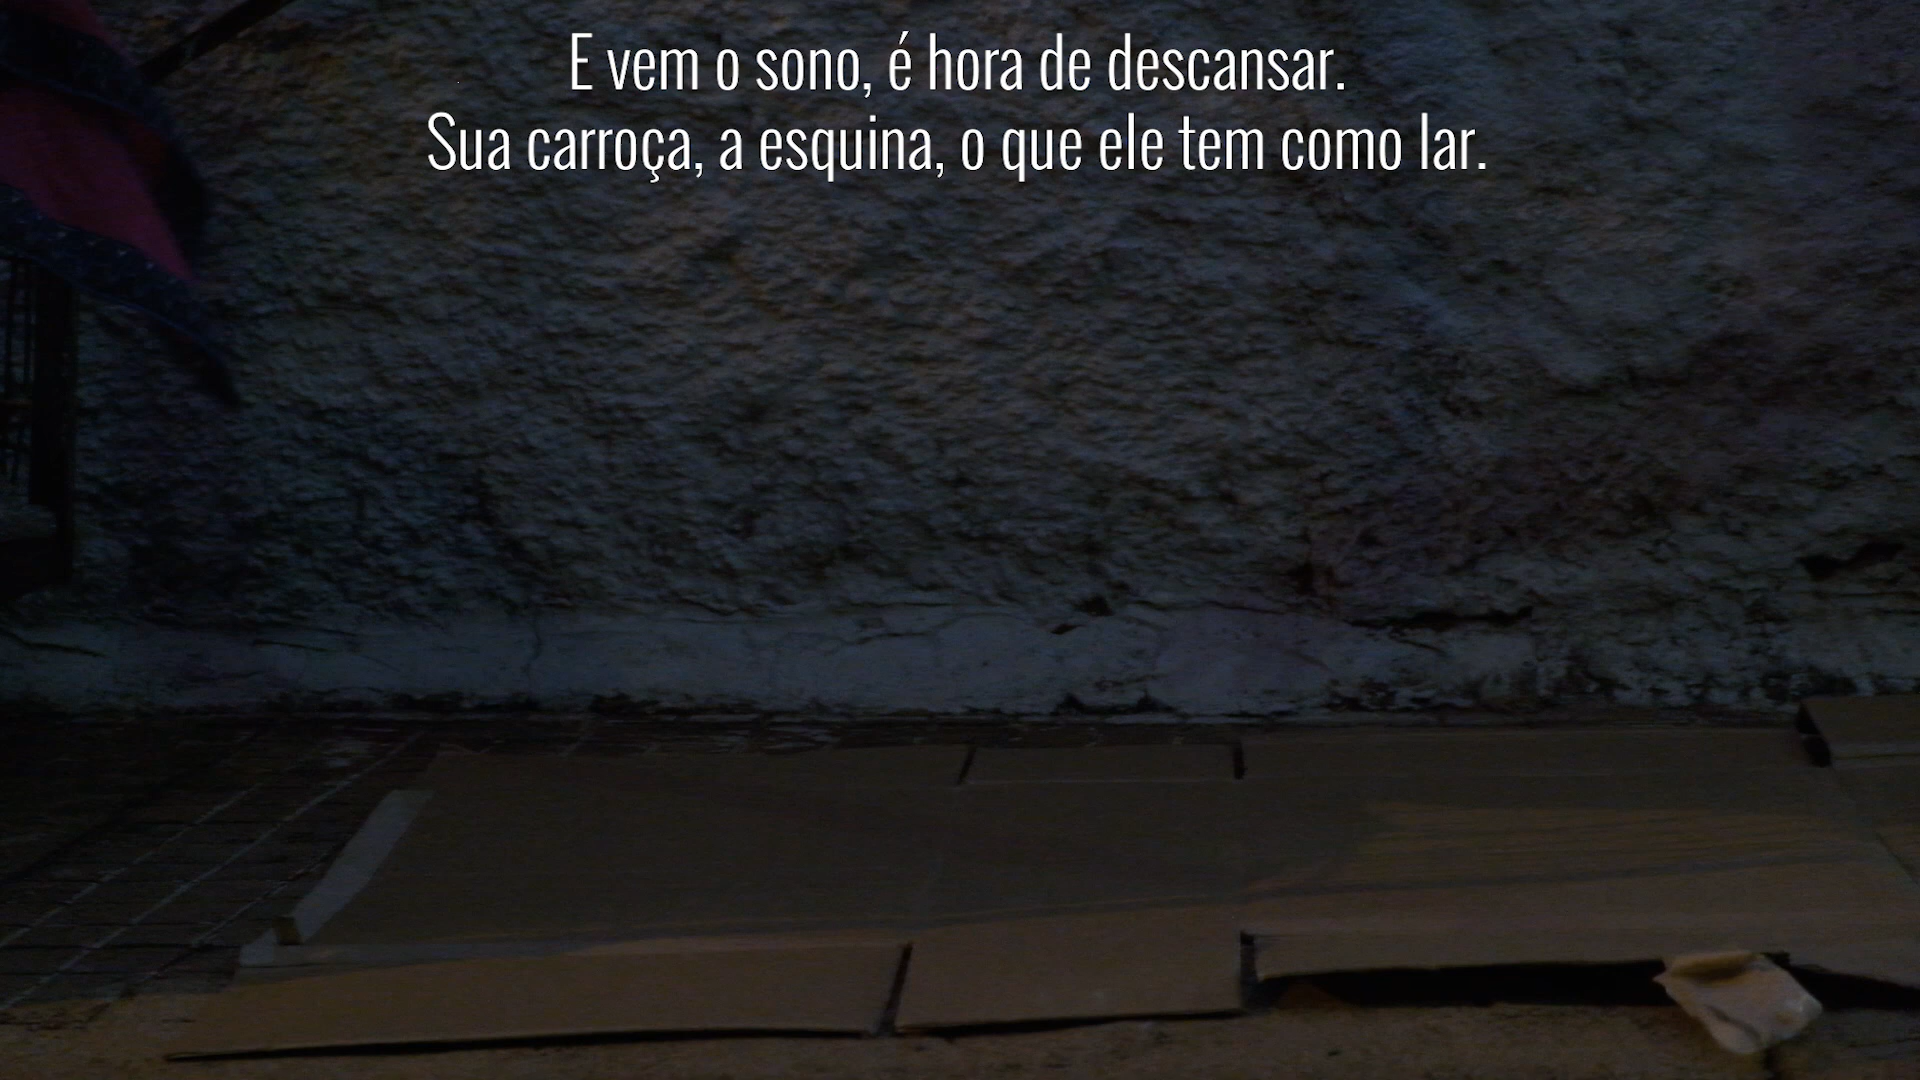 E vem o sono, é hora de descansar.
Sua carroça, a esquina, o que ele tem como lar.